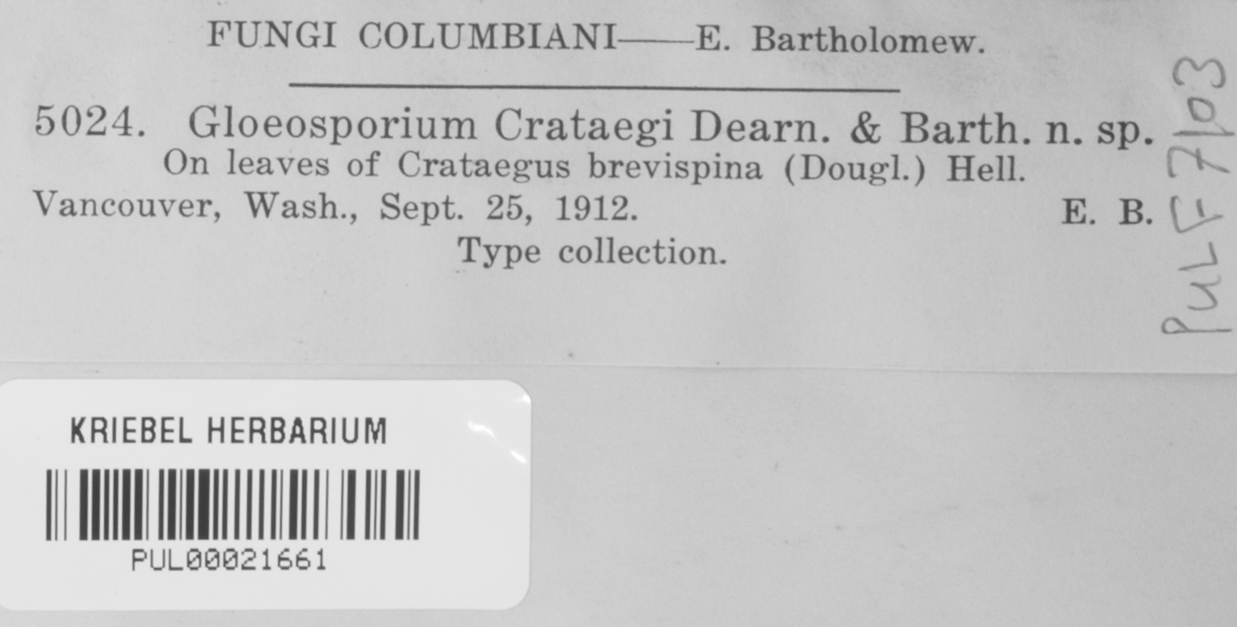 FUNGI COLUMBIANI——E. Bartholomew.
5024. Gloeosporium Crataegi Dearn. & Barth. n. sp.
On leaves of Crataegus brevispina (Dougl.) Hell.
Vancouver, Wash., Sept. 25, 1912. E. B.
Type collection.
PUL F 7103
KRIEBEL HERBARIUM
PUL00021661